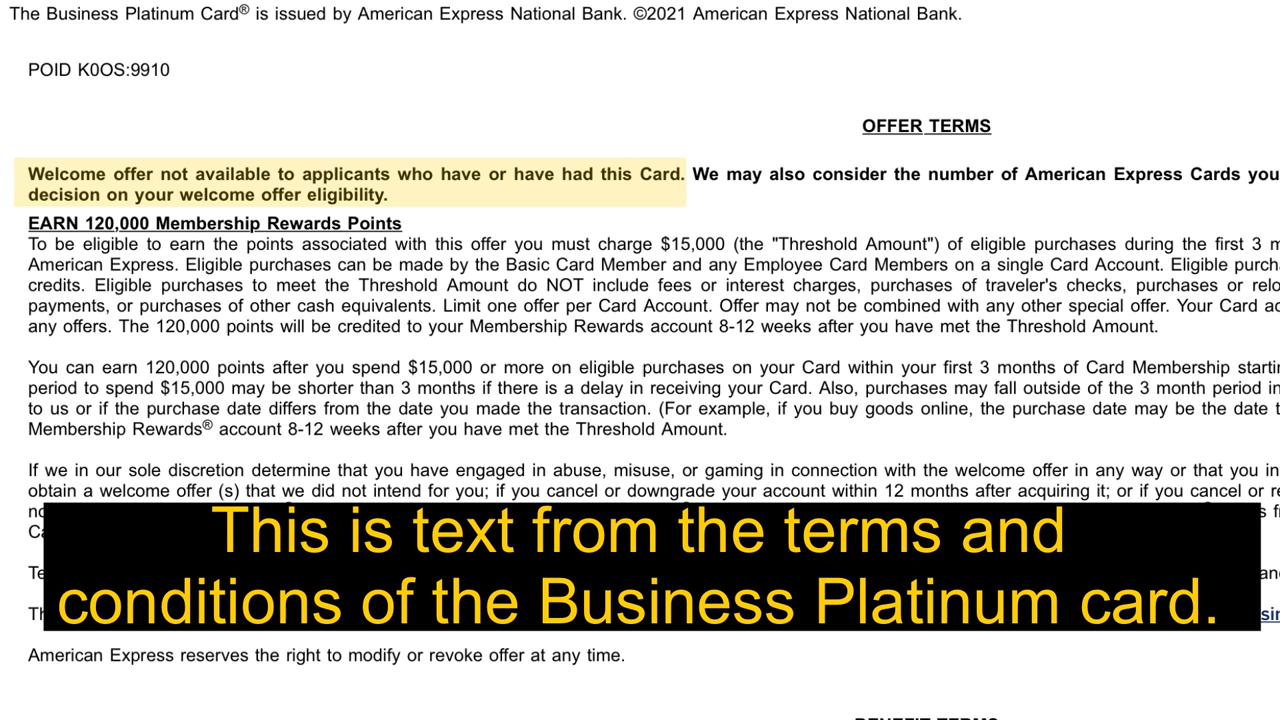 The Business Platinum Card® is issued by American Express National Bank. ©2021 American Express National Bank.
POID K0OS:9910
OFFER TERMS
Welcome offer not available to applicants who have or have had this Card. We may also consider the number of American Express Cards you
decision on your welcome offer eligibility.
EARN 120,000 Membership Rewards Points
To be eligible to earn the points associated with this offer you must charge $15,000 (the "Threshold Amount") of eligible purchases during the first 3
American Express. Eligible purchases can be made by the Basic Card Member and any Employee Card Members on a single Card Account. Eligible
credits. Eligible purchases to meet the Threshold Amount do NOT include fees or interest charges, purchases of traveler's checks, purchases or
payments, or purchases of other cash equivalents. Limit one offer per Card Account. Offer may not be combined with any other special offer. Your Card
any offers. The 120,000 points will be credited to your Membership Rewards account 8-12 weeks after you have met the Threshold Amount.
You can earn 120,000 points after you spend $15,000 or more on eligible purchases on your Card within your first 3 months of Card Membership
period to spend $15,000 may be shorter than 3 months if there is a delay in receiving your Card. Also, purchases may fall outside of the 3 month period
to us or if the purchase date differs from the date you made the transaction. (For example, if you buy goods online, the purchase date may be the date
Membership Rewards® account 8-12 weeks after you have met the Threshold Amount.
If we in our sole discretion determine that you have engaged in abuse, misuse, or gaming in connection with the welcome offer in any way or that you
obtain a welcome offer (s) that we did not intend for you; if you cancel or downgrade your account within 12 months after acquiring it; or if you cancel or
This is text from the terms and
conditions of the Business Platinum card.
American Express reserves the right to modify or revoke offer at any time.